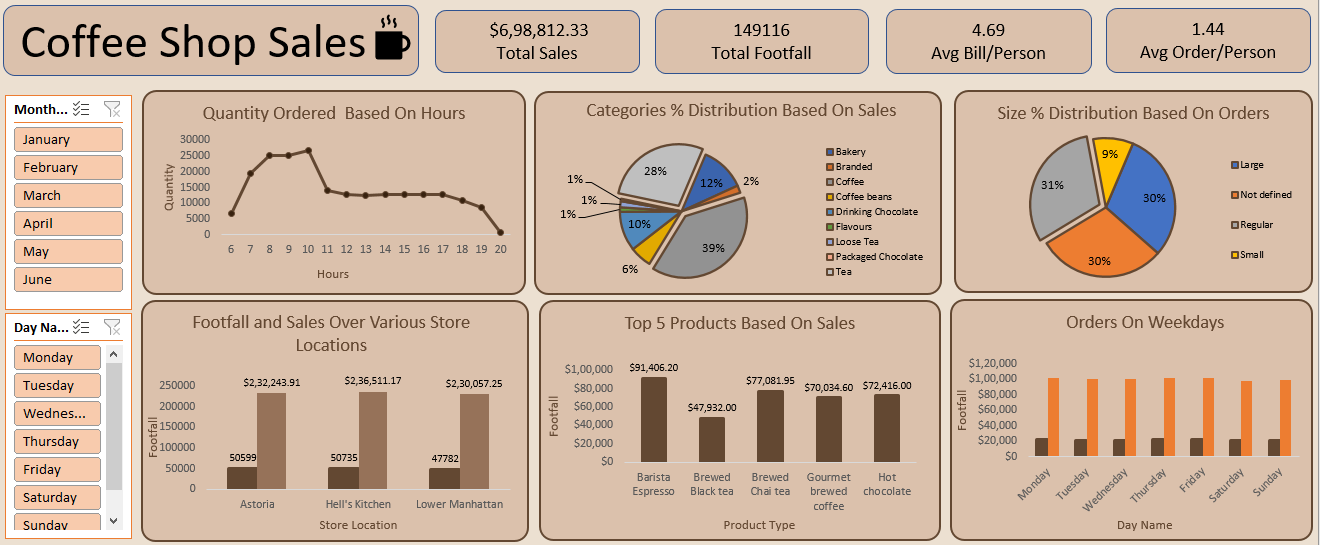 Coffee Shop Sales
$6,98,812.33
Total Sales
149116
Total Footfall
4.69
Avg Bill/Person
1.44
Avg Order/Person
Month...
January
February
March
April
May
June
Day Na...
Monday
Tuesday
Wednes...
Thursday
Friday
Saturday
Sunday
Quantity Ordered Based On Hours
Quantity
30000
25000
20000
15000
10000
5000
0
6 7 8 9 10 11 12 13 14 15 16 17 18 19 20
Hours
Categories % Distribution Based On Sales
28%
12%
2%
39%
6%
10%
1%
1%
1%
Bakery
Branded
Coffee
Coffee beans
Drinking Chocolate
Flavours
Loose Tea
Packaged Chocolate
Tea
Size % Distribution Based On Orders
9%
30%
30%
31%
Large
Not defined
Regular
Small
Footfall and Sales Over Various Store
Locations
Footfall
250000
200000
150000
100000
50000
0
$2,32,243.91
$2,36,511.17
$2,30,057.25
50599
50735
47782
Astoria
Hell's Kitchen
Lower Manhattan
Store Location
Top 5 Products Based On Sales
Footfall
$1,00,000
$80,000
$60,000
$40,000
$20,000
$0
$91,406.20
$47,932.00
$77,081.95
$70,034.60
$72,416.00
Barista
Espresso
Brewed
Black tea
Brewed
Chai tea
Gourmet
brewed
coffee
Hot
chocolate
Product Type
Orders On Weekdays
Footfall
$1,20,000
$1,00,000
$80,000
$60,000
$40,000
$20,000
$0
Monday
Tuesday
Wednesday
Thursday
Friday
Saturday
Sunday
Day Name